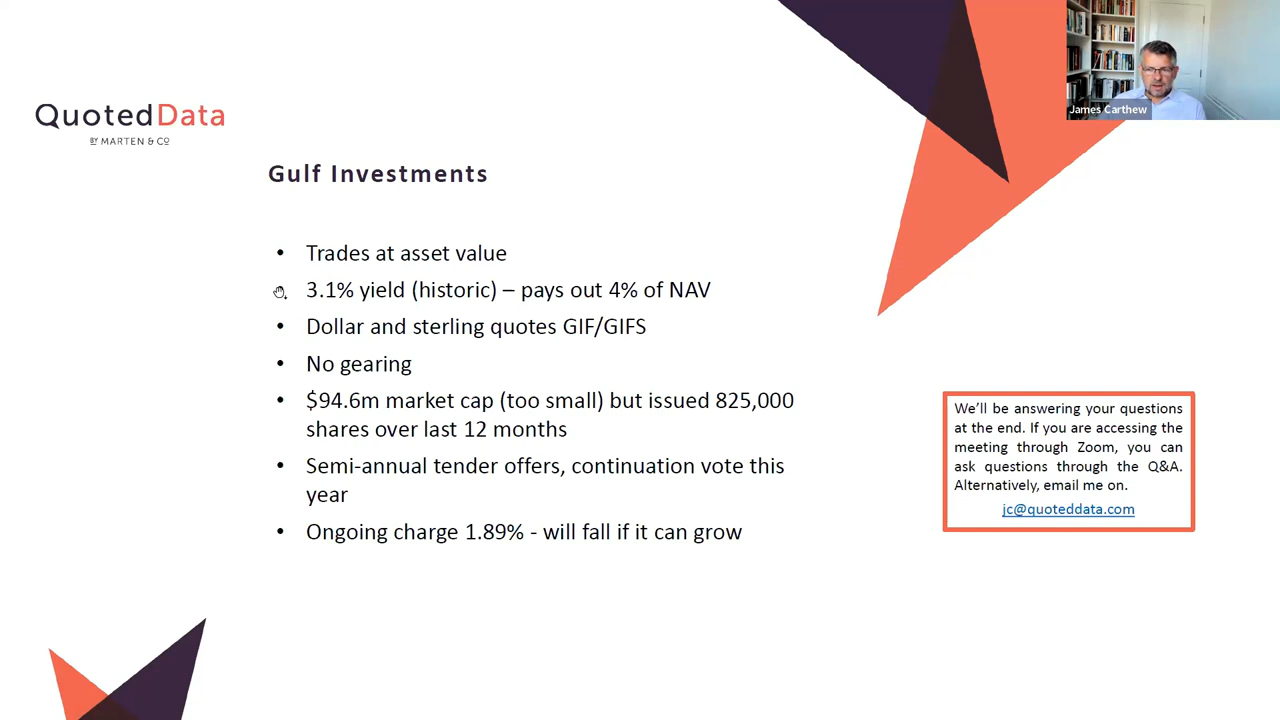 James Carthew
QuotedData
BY MARTEN & CO
Gulf Investments
• Trades at asset value
• 3.1% yield (historic) – pays out 4% of NAV
• Dollar and sterling quotes GIF/GIFS
• No gearing
• $94.6m market cap (too small) but issued 825,000
shares over last 12 months
• Semi-annual tender offers, continuation vote this
year
• Ongoing charge 1.89% - will fall if it can grow
We’ll be answering your questions
at the end. If you are accessing the
meeting through Zoom, you can
ask questions through the Q&A.
Alternatively, email me on.
jc@quoteddata.com